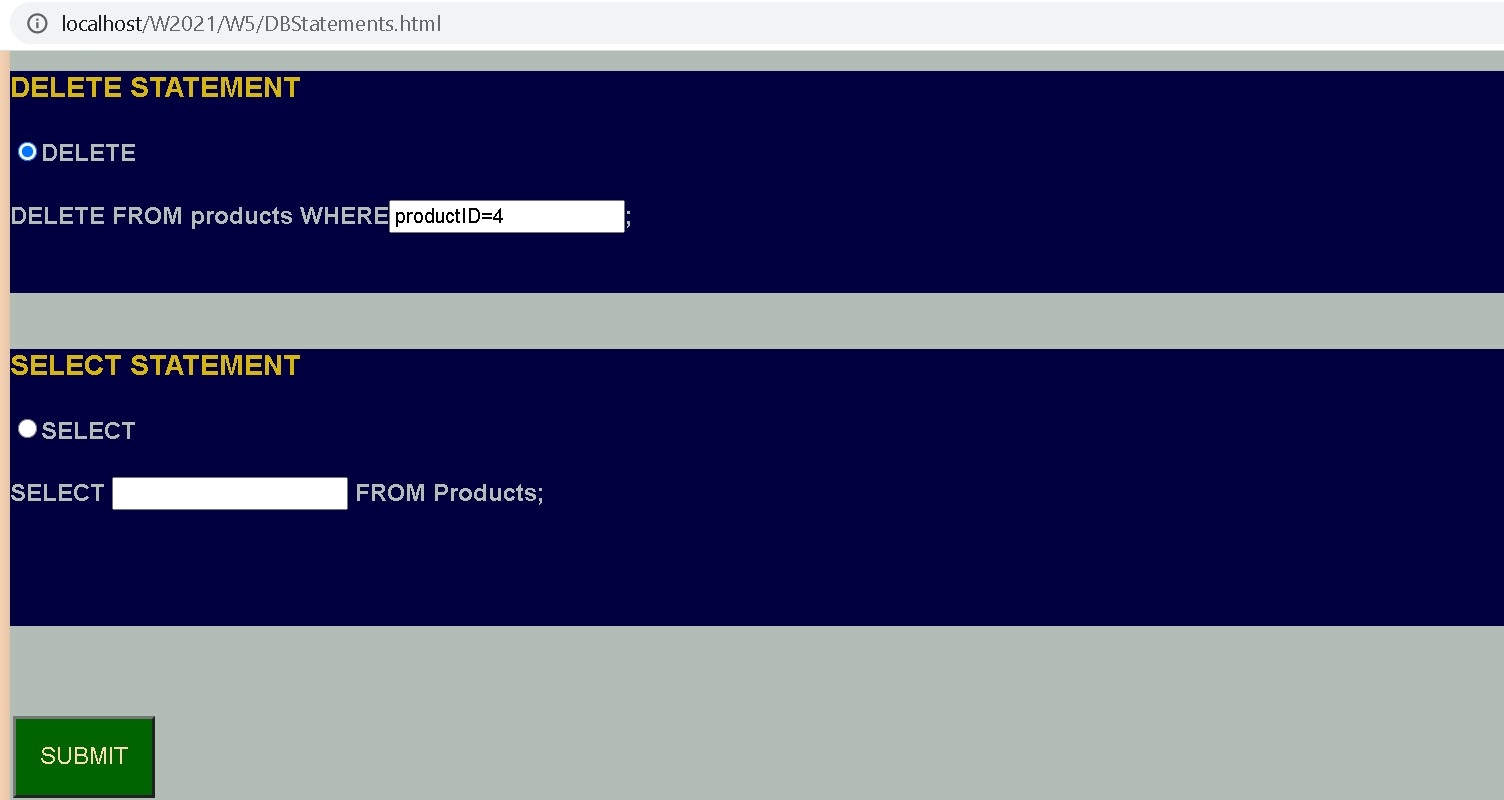 localhost/W2021/W5/DBStatements.html
DELETE STATEMENT
DELETE
DELETE FROM products WHERE productID=4 ;
SELECT STATEMENT
SELECT
SELECT FROM Products;
SUBMIT